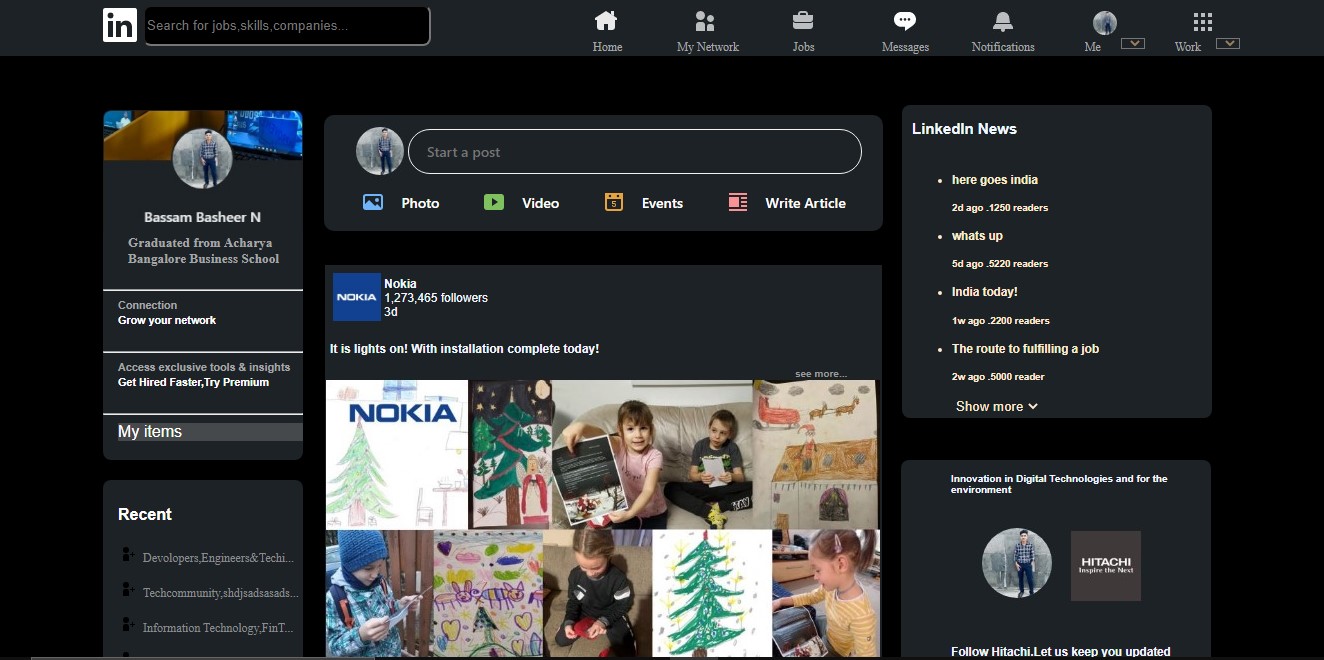 in
Search for jobs,skills,companies...
Home
My Network
Jobs
Messages
Notifications
Me
Work
Bassam Basheer N
Graduated from Acharya
Bangalore Business School
Connection
Grow your network
Access exclusive tools & insights
Get Hired Faster,Try Premium
My items
Recent
Devolopers,Engineers&Techi...
Techcommunity,shdjsadsasads...
Information Technology,FinT...
Start a post
Photo
Video
5
Events
Write Article
NOKIA
Nokia
1,273,465 followers
3d
It is lights on! With installation complete today!
see more...
NOKIA
LinkedIn News
here goes india
2d ago .1250 readers
whats up
5d ago .5220 readers
India today!
1w ago .2200 readers
The route to fulfilling a job
2w ago .5000 reader
Show more
Innovation in Digital Technologies and for the
environment
HITACHI
Inspire the Next
Follow Hitachi.Let us keep you updated